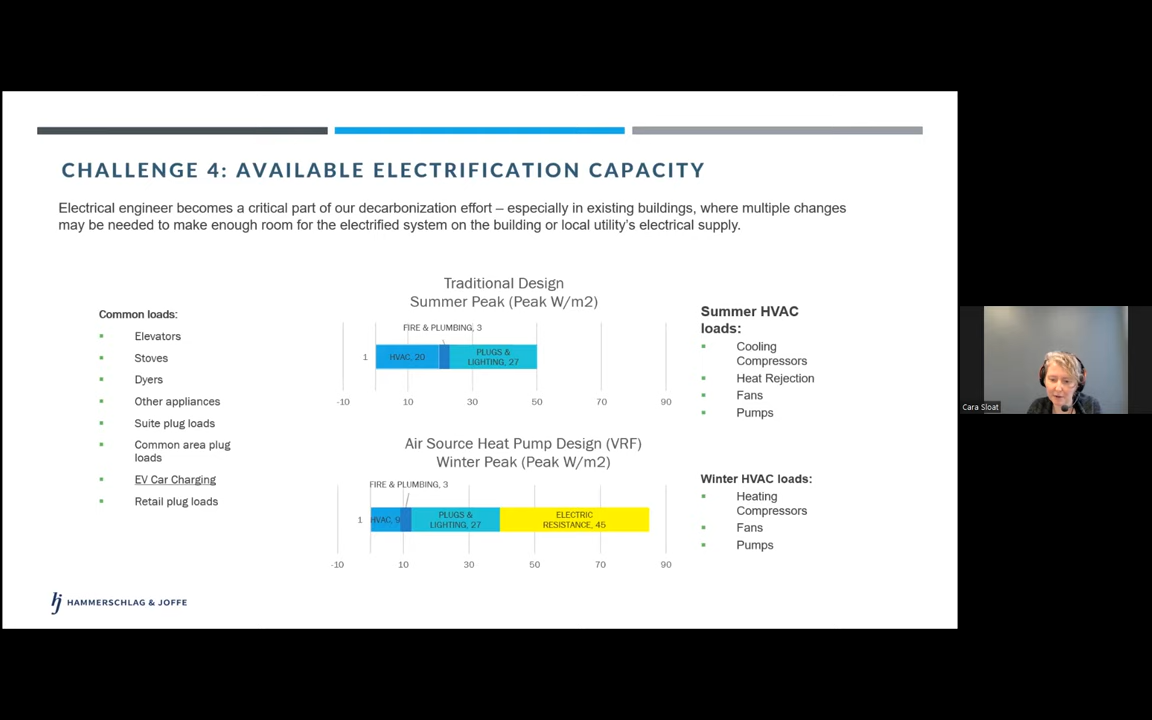 CHALLENGE 4: AVAILABLE ELECTRIFICATION CAPACITY
Electrical engineer becomes a critical part of our decarbonization effort – especially in existing buildings, where multiple changes
may be needed to make enough room for the electrified system on the building or local utility's electrical supply.
Common loads:
Elevators
Stoves
Dyers
Other appliances
Suite plug loads
Common area plug
loads
EV Car Charging
Retail plug loads
Traditional Design
Summer Peak (Peak W/m2)
FIRE & PLUMBING, 3
1
HVAC, 20
PLUGS &
LIGHTING, 27
-10 10 30 50 70 90
Air Source Heat Pump Design (VRF)
Winter Peak (Peak W/m2)
FIRE & PLUMBING, 3
1
HVAC, 9
PLUGS &
LIGHTING, 27
ELECTRIC
RESISTANCE, 45
-10 10 30 50 70 90
Summer HVAC
loads:
Cooling
Compressors
Heat Rejection
Fans
Pumps
Winter HVAC loads:
Heating
Compressors
Fans
Pumps
hj HAMMERSCHLAG & JOFFE
Cara Sloat